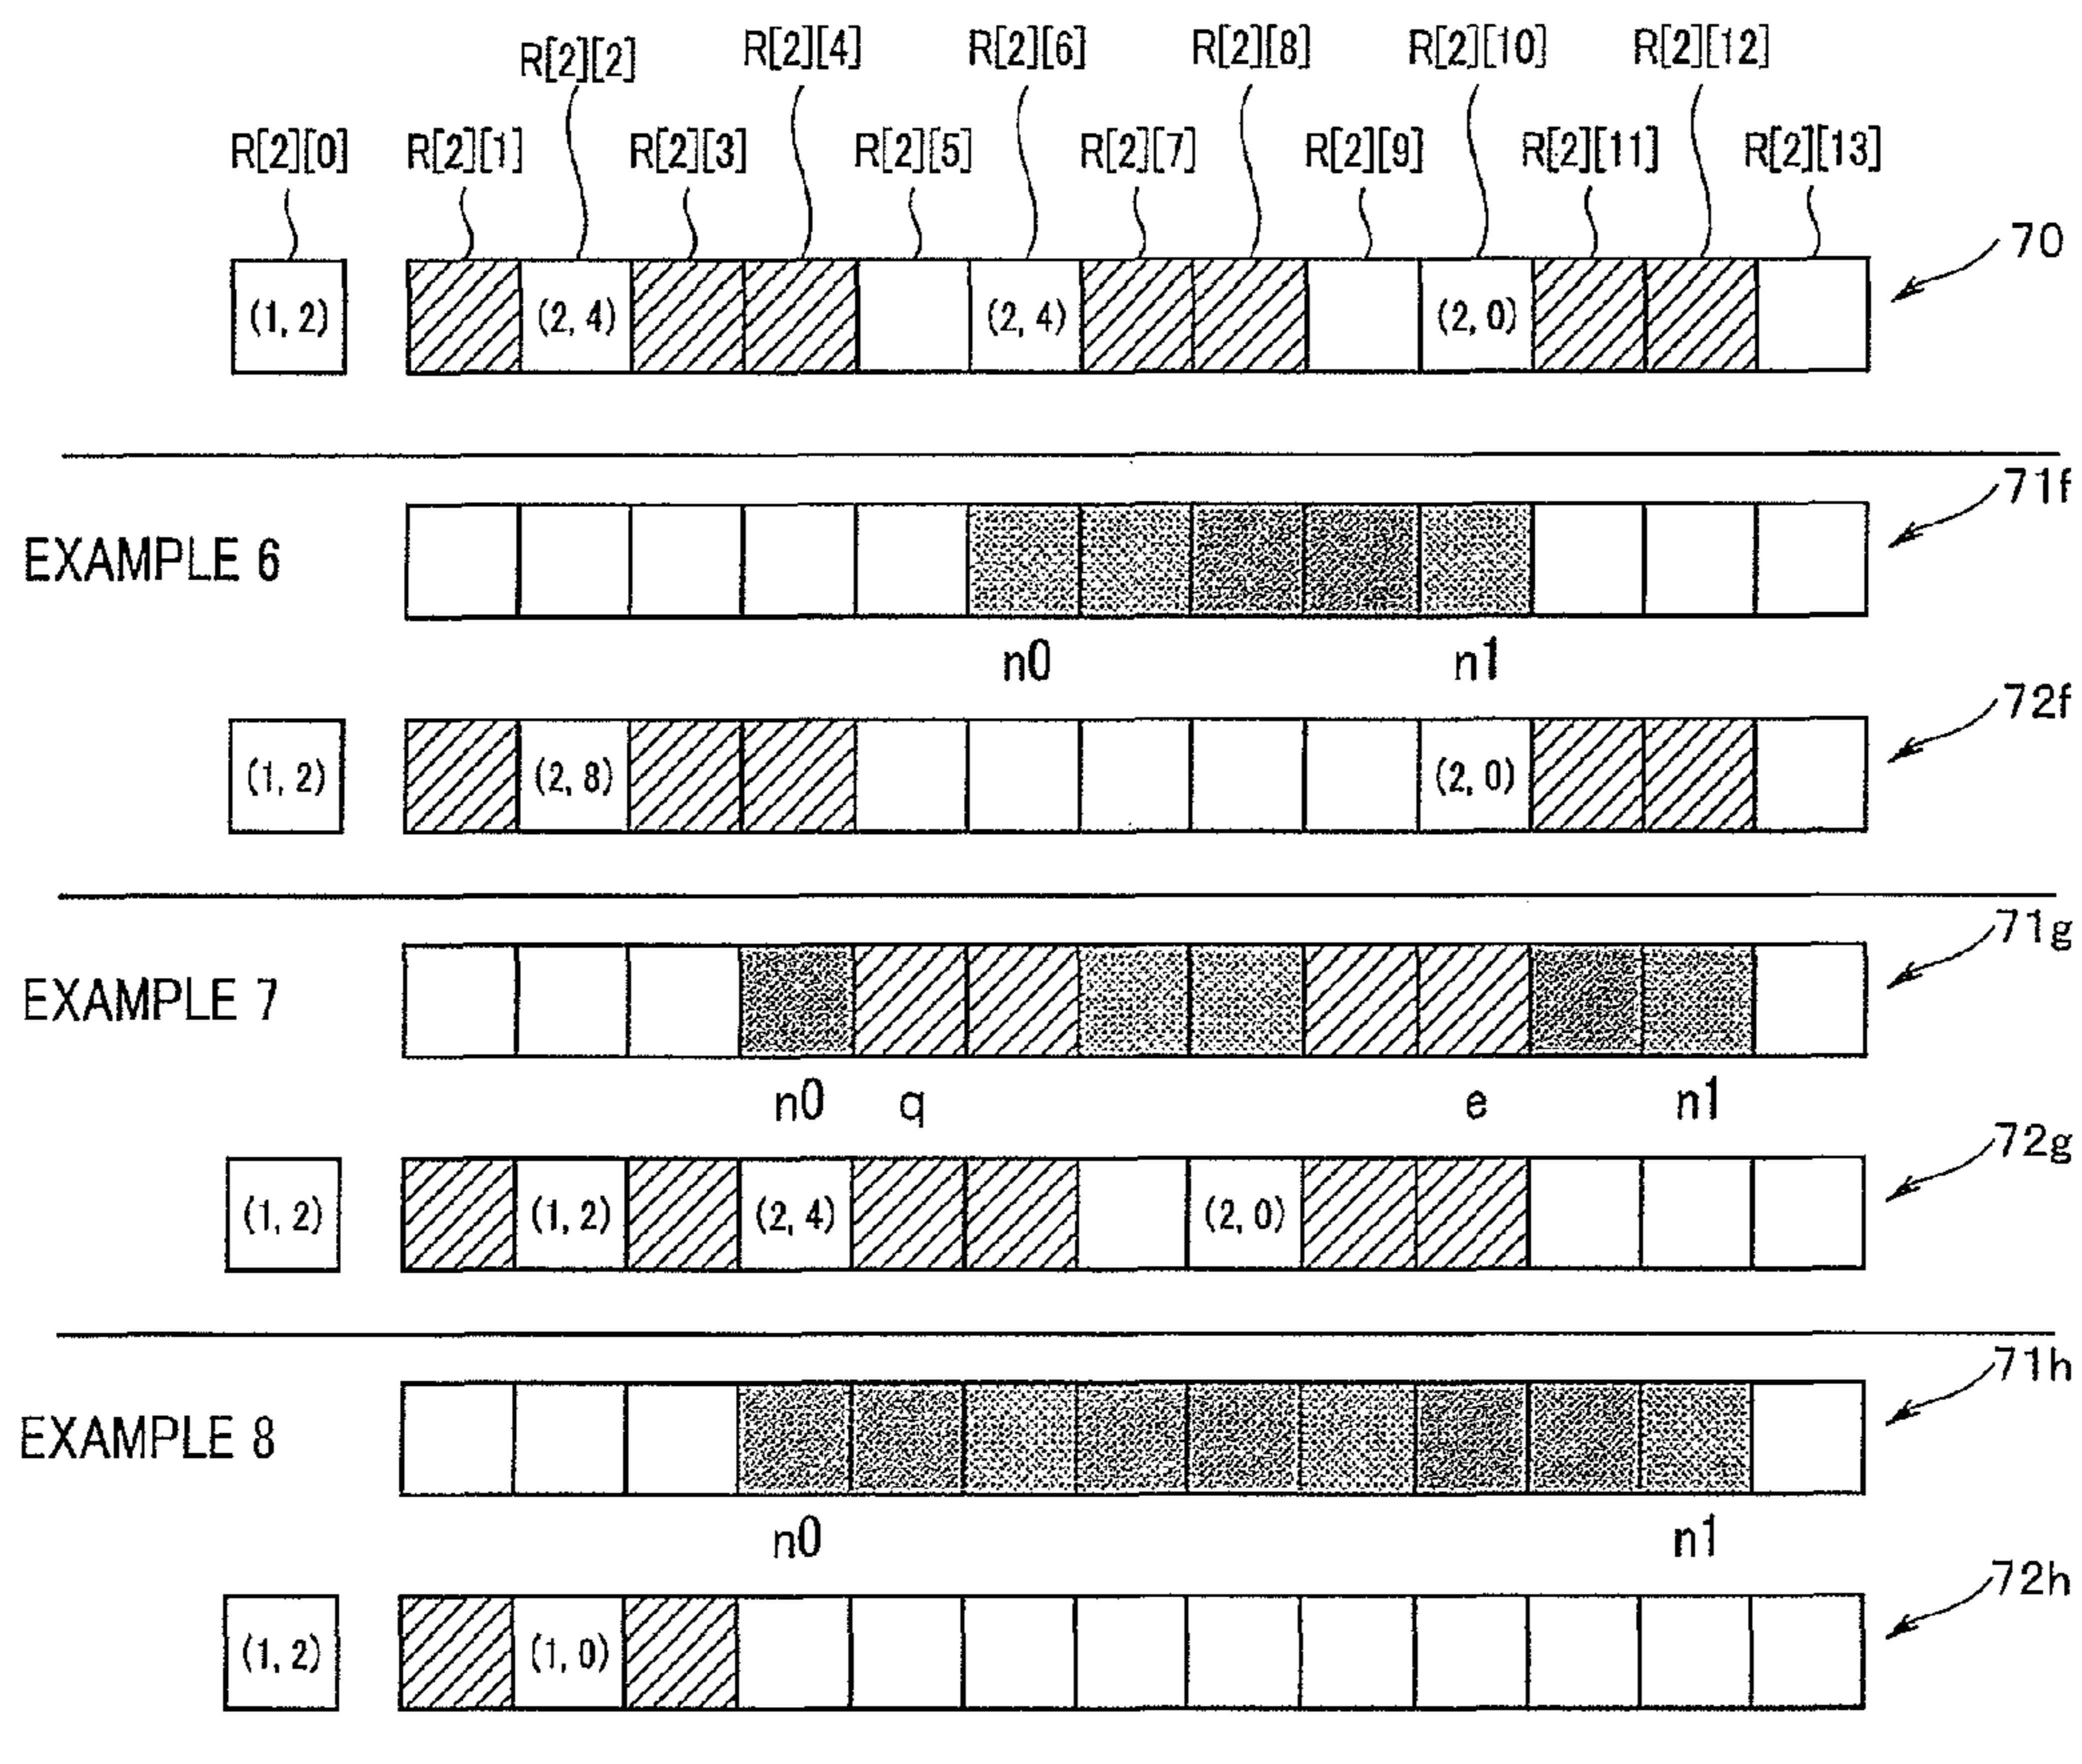 R[2][2] R[2][4] R[2][6] R[2][8] R[2][10] R[2][12]
R[2][0] R[2][1] R[2][3] R[2][5] R[2][7] R[2][9] R[2][11] R[2][13]
70
(1, 2) (2, 4) (2, 4) (2, 0)
71f
EXAMPLE 6
n0 n1
72f
(1, 2) (2, 8) (2, 0)
71g
EXAMPLE 7
n0 q e n1
72g
(1, 2) (1, 2) (2, 4) (2, 0)
71h
EXAMPLE 8
n0 n1
72h
(1, 2) (1, 0)